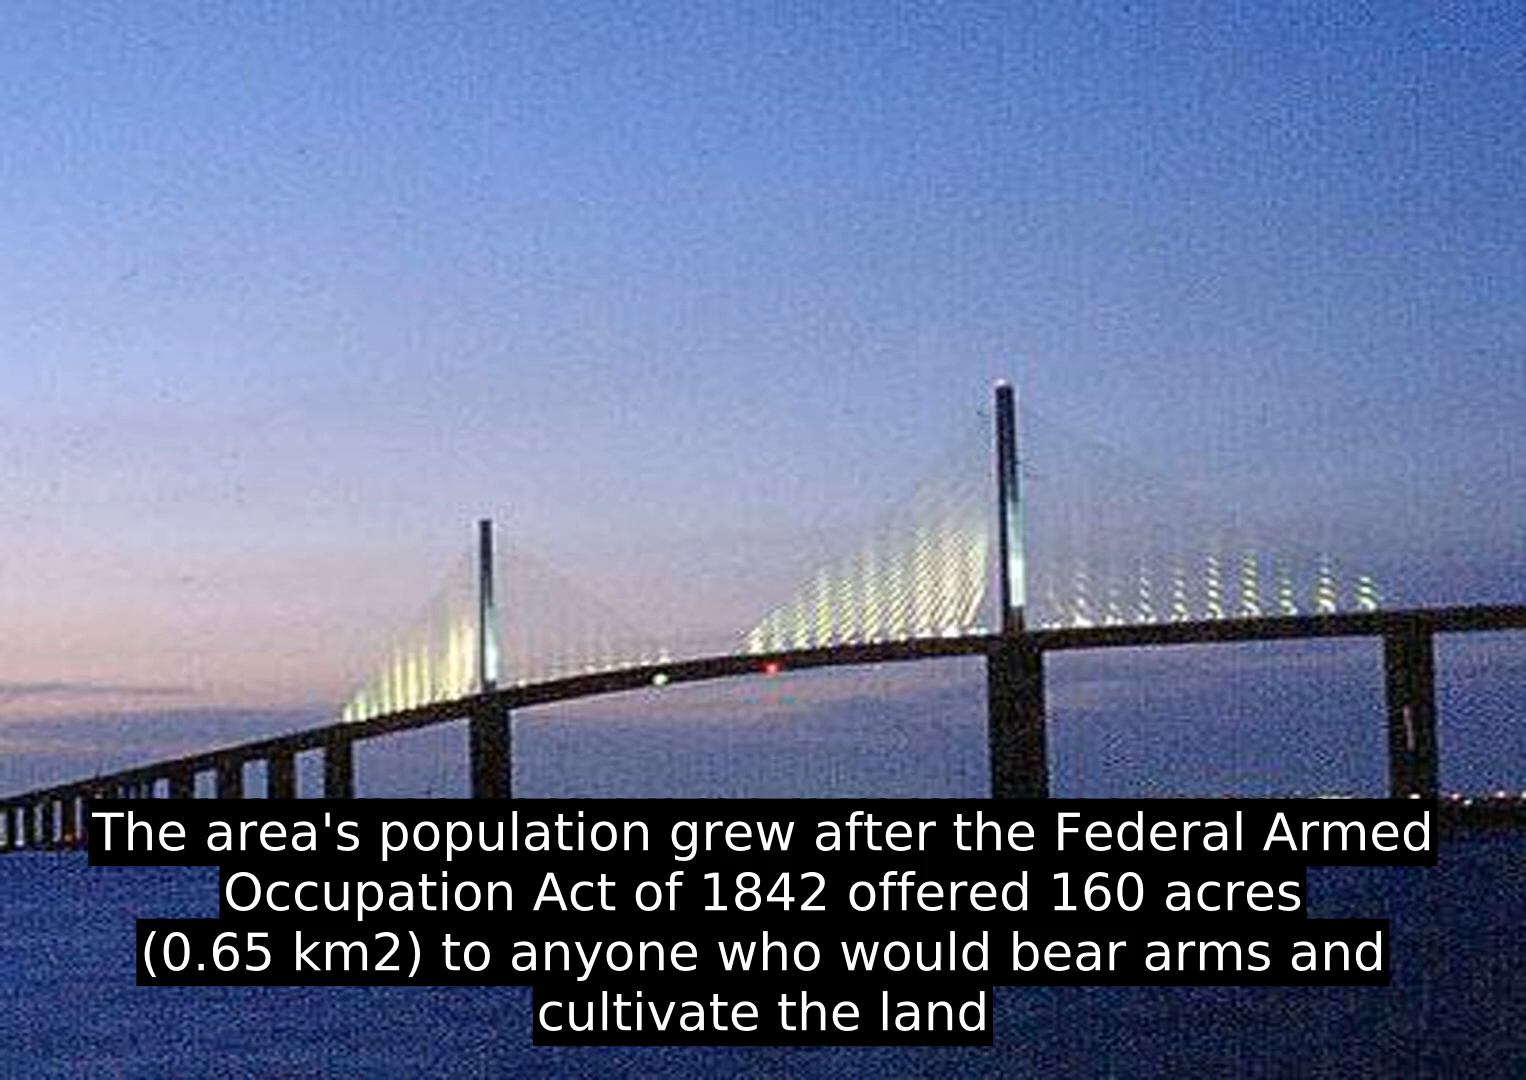 The area's population grew after the Federal Armed
Occupation Act of 1842 offered 160 acres
(0.65 km2) to anyone who would bear arms and
cultivate the land